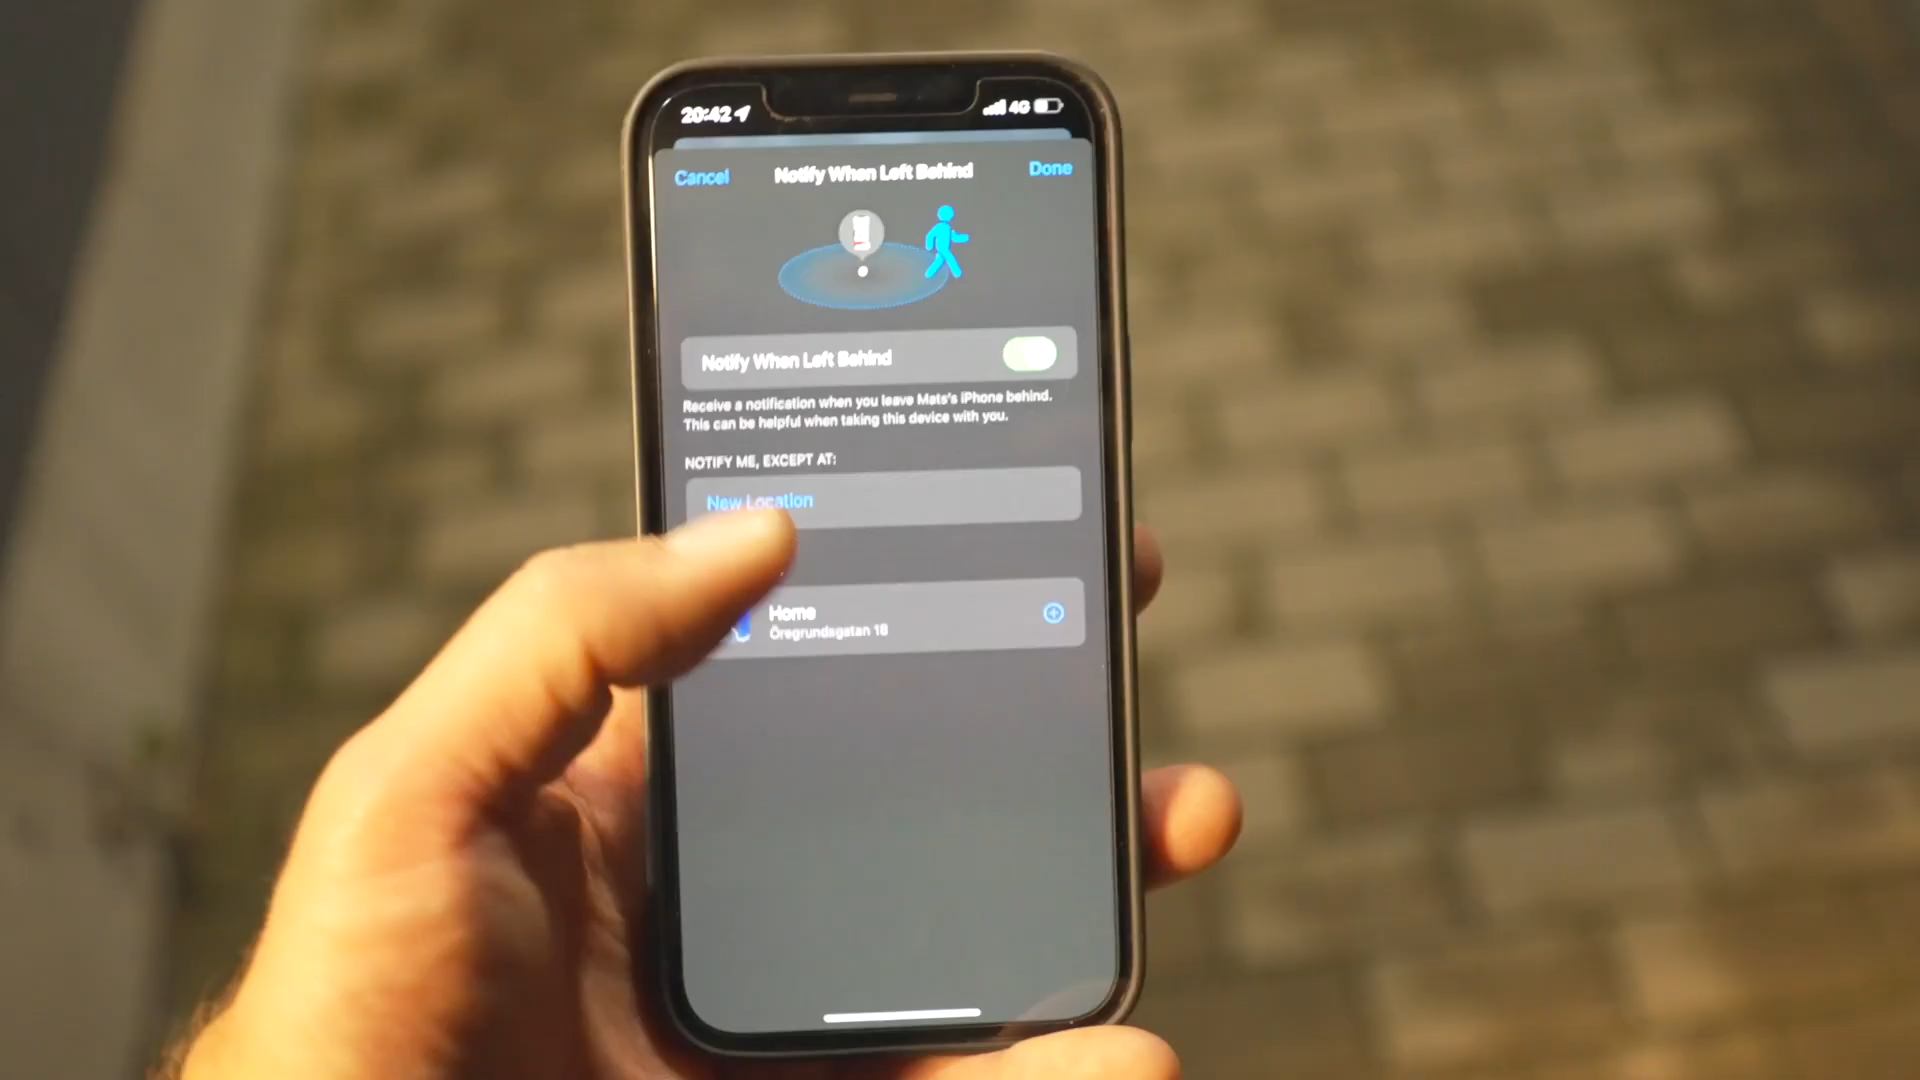 20:42
4G
Cancel
Notify When Left Behind
Done
Notify When Left Behind
Receive a notification when you leave Mats's iPhone behind.
This can be helpful when taking this device with you.
NOTIFY ME, EXCEPT AT:
New Location
Home
Öregrundsgatan 18